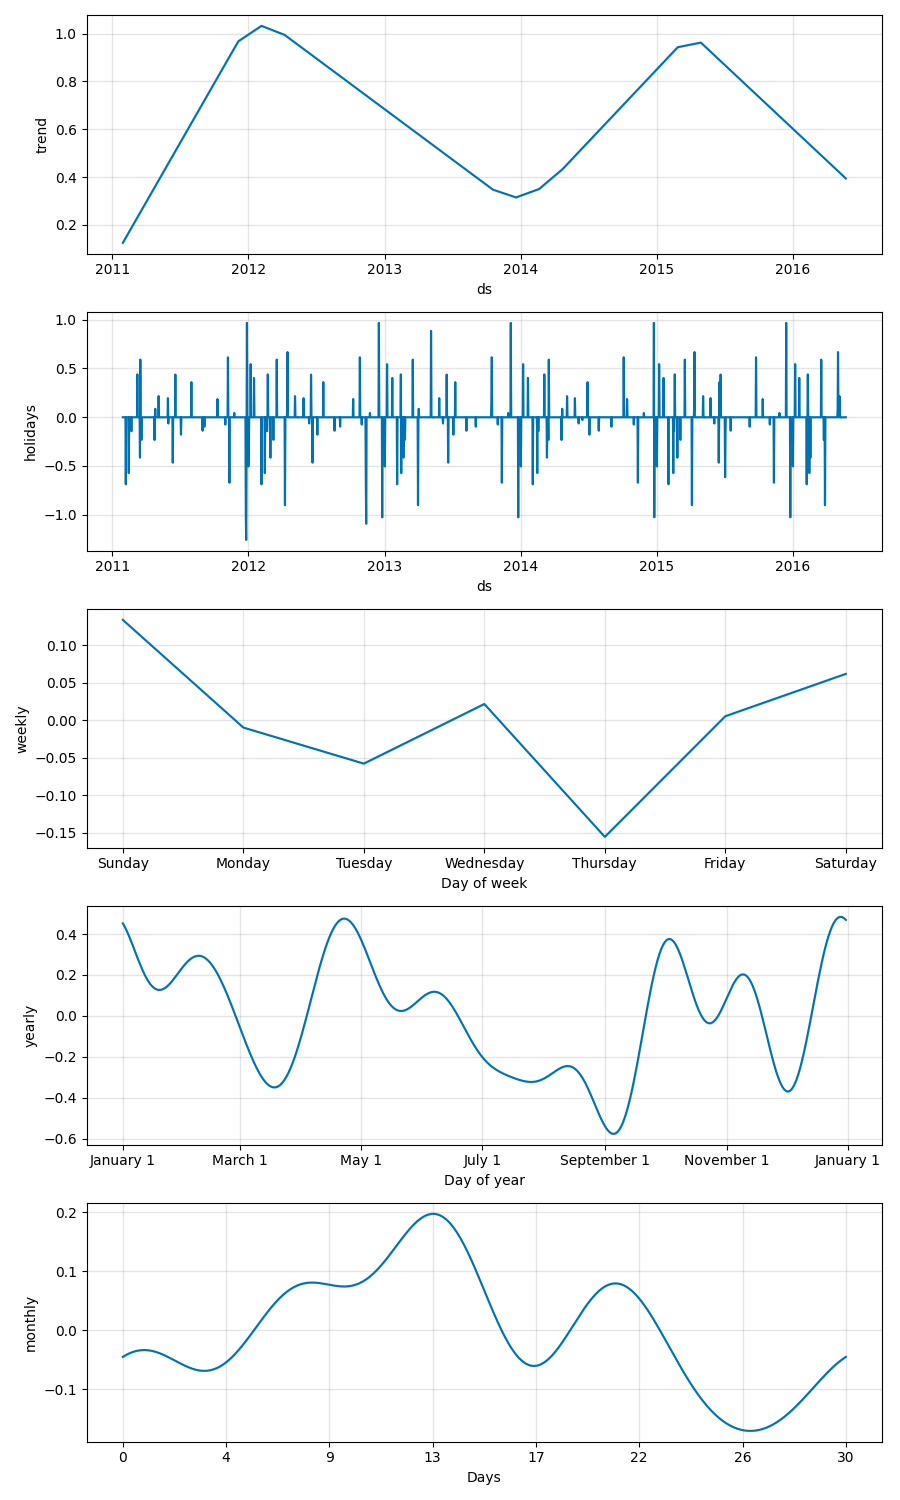 trend
1.0
0.8
0.6
0.4
0.2
2011 2012 2013 2014 2015 2016
ds
holidays
1.0
0.5
0.0
−0.5
−1.0
2011 2012 2013 2014 2015 2016
ds
weekly
0.10
0.05
0.00
−0.05
−0.10
−0.15
Sunday Monday Tuesday Wednesday Thursday Friday Saturday
Day of week
yearly
0.4
0.2
0.0
−0.2
−0.4
−0.6
January 1 March 1 May 1 July 1 September 1 November 1 January 1
Day of year
monthly
0.2
0.1
0.0
−0.1
0 4 9 13 17 22 26 30
Days